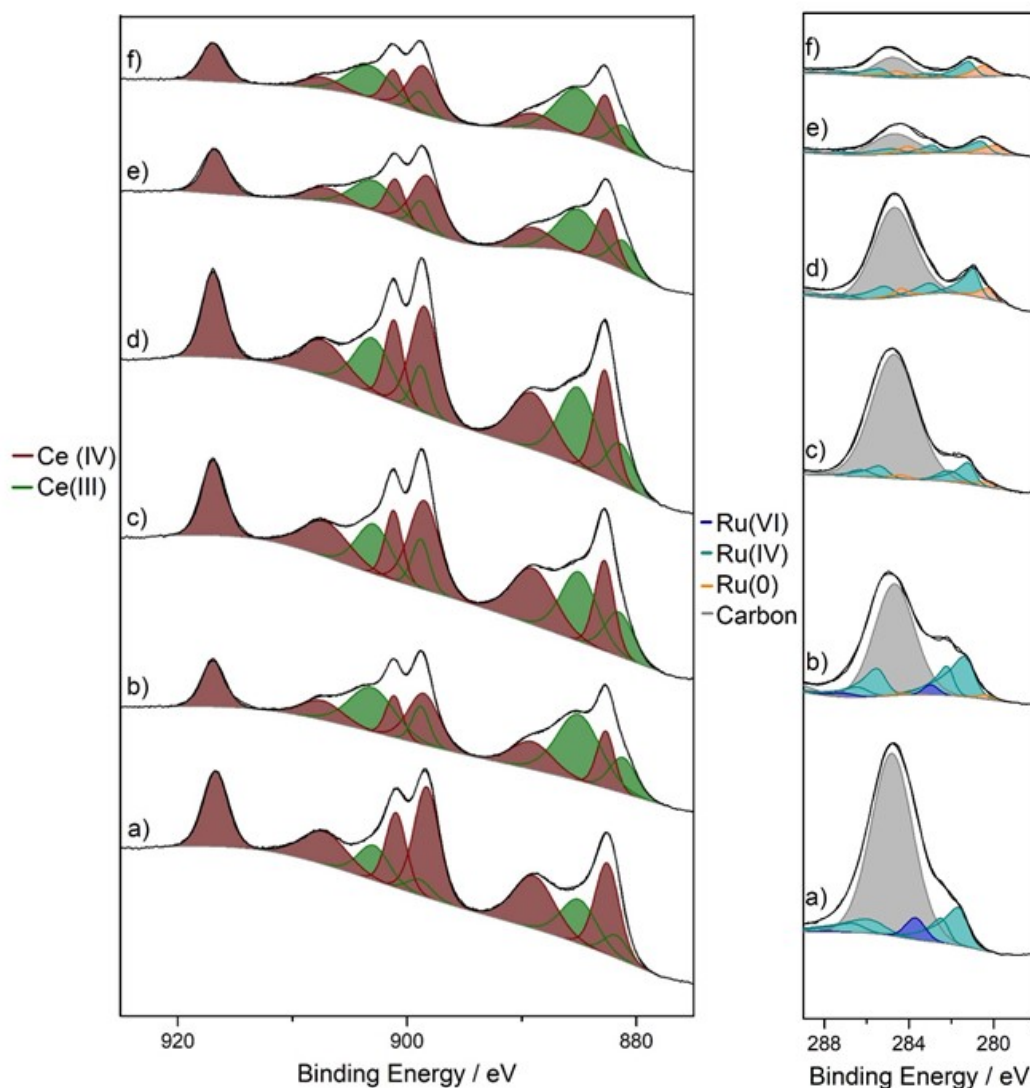 f)
e)
d)
c)
b)
a)
Ce (IV)
Ce(III)
920
900
880
Binding Energy / eV
f)
e)
d)
c)
b)
a)
Ru(VI)
Ru(IV)
Ru(0)
Carbon
288
284
280
Binding Energy / eV